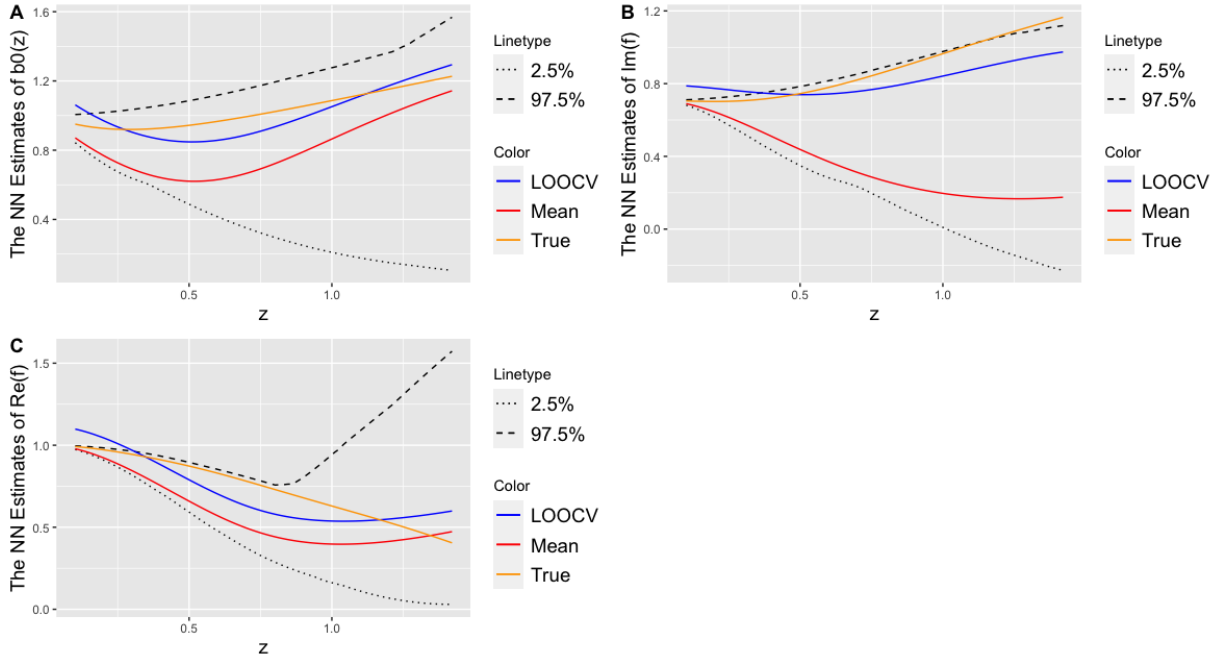 A
The NN Estimates of b0(z)
1.6
1.2
0.8
0.4
0.5
1.0
z
Linetype
2.5%
97.5%
Color
LOOCV
Mean
True
B
The NN Estimates of Im(f)
1.2
0.8
0.4
0.0
0.5
1.0
z
Linetype
2.5%
97.5%
Color
LOOCV
Mean
True
C
The NN Estimates of Re(f)
1.5
1.0
0.5
0.0
0.5
1.0
z
Linetype
2.5%
97.5%
Color
LOOCV
Mean
True